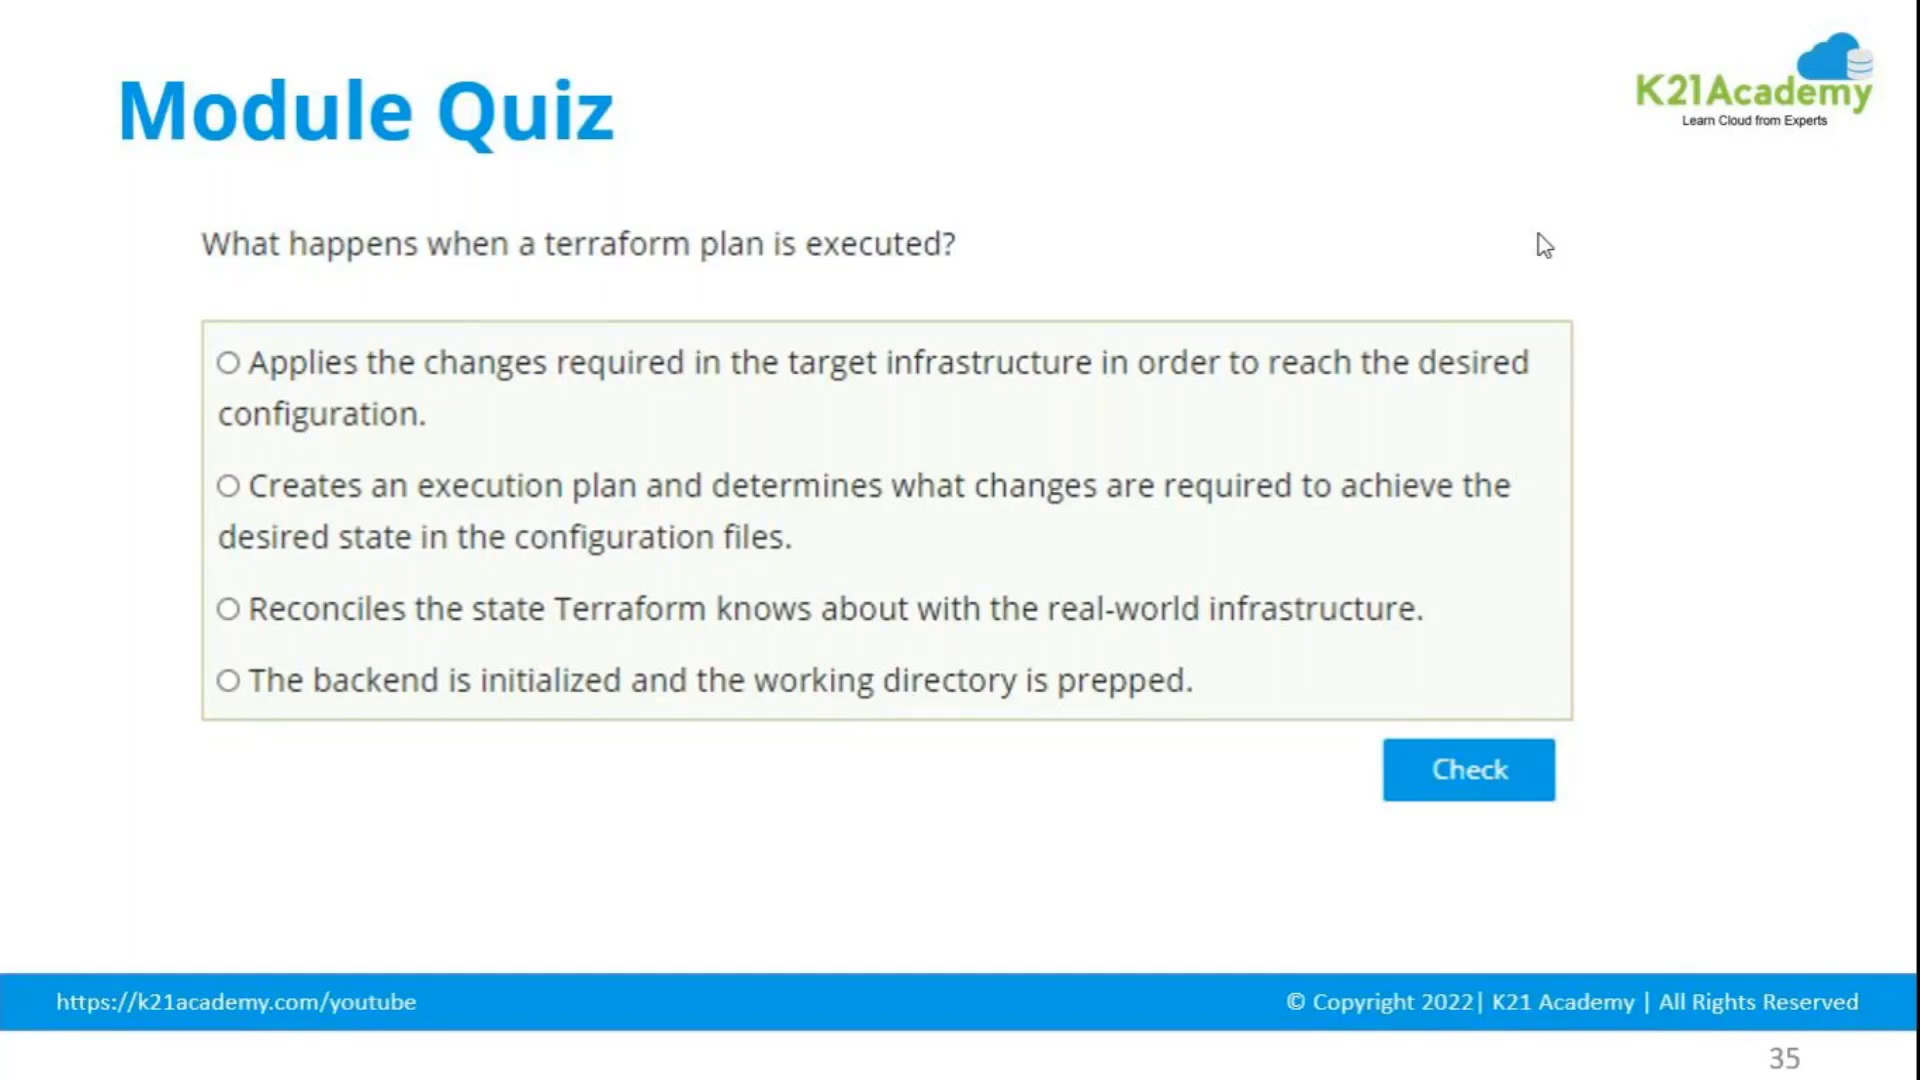 Module Quiz
K21Academy
Learn Cloud from Experts
What happens when a terraform plan is executed?
Applies the changes required in the target infrastructure in order to reach the desired
configuration.
Creates an execution plan and determines what changes are required to achieve the
desired state in the configuration files.
Reconciles the state Terraform knows about with the real-world infrastructure.
The backend is initialized and the working directory is prepped.
Check
https://k21academy.com/youtube
© Copyright 2022| K21 Academy | All Rights Reserved
35